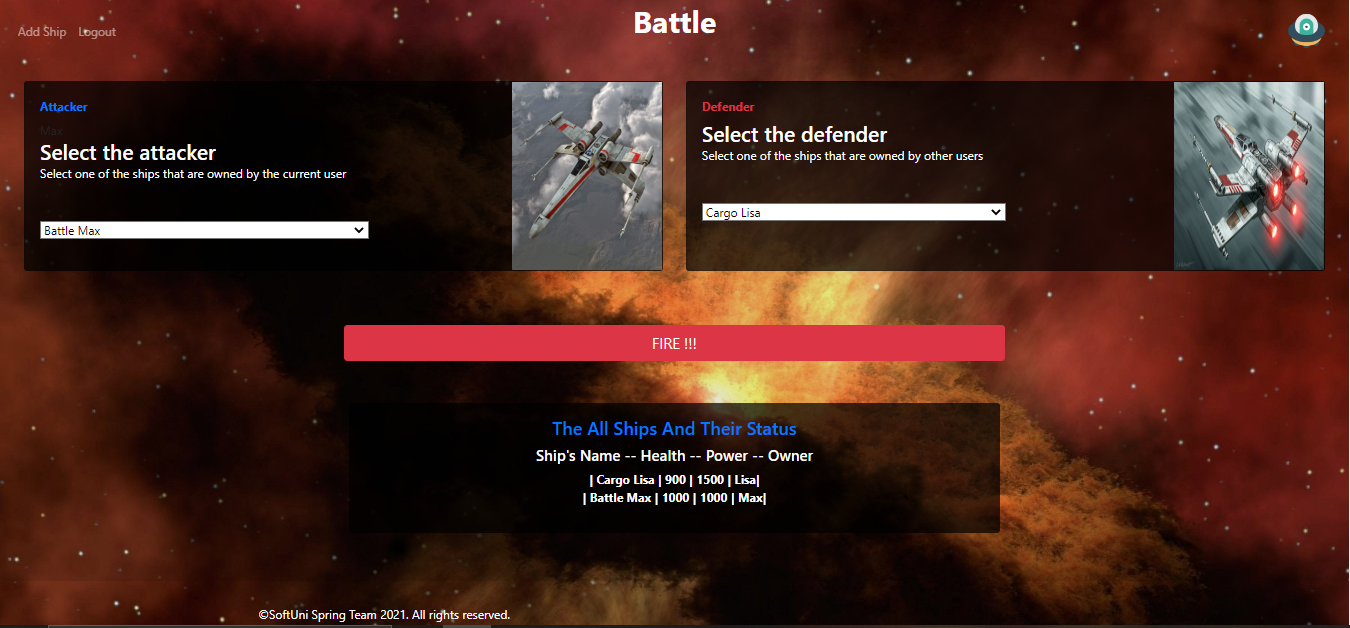 Battle
Add Ship Logout
Attacker
Max
Select the attacker
Select one of the ships that are owned by the current user
Battle Max
Defender
Select the defender
Select one of the ships that are owned by other users
Cargo Lisa
FIRE !!!
The All Ships And Their Status
Ship's Name -- Health -- Power -- Owner
| Cargo Lisa | 900 | 1500 | Lisa|
| Battle Max | 1000 | 1000 | Max|
©SoftUni Spring Team 2021. All rights reserved.